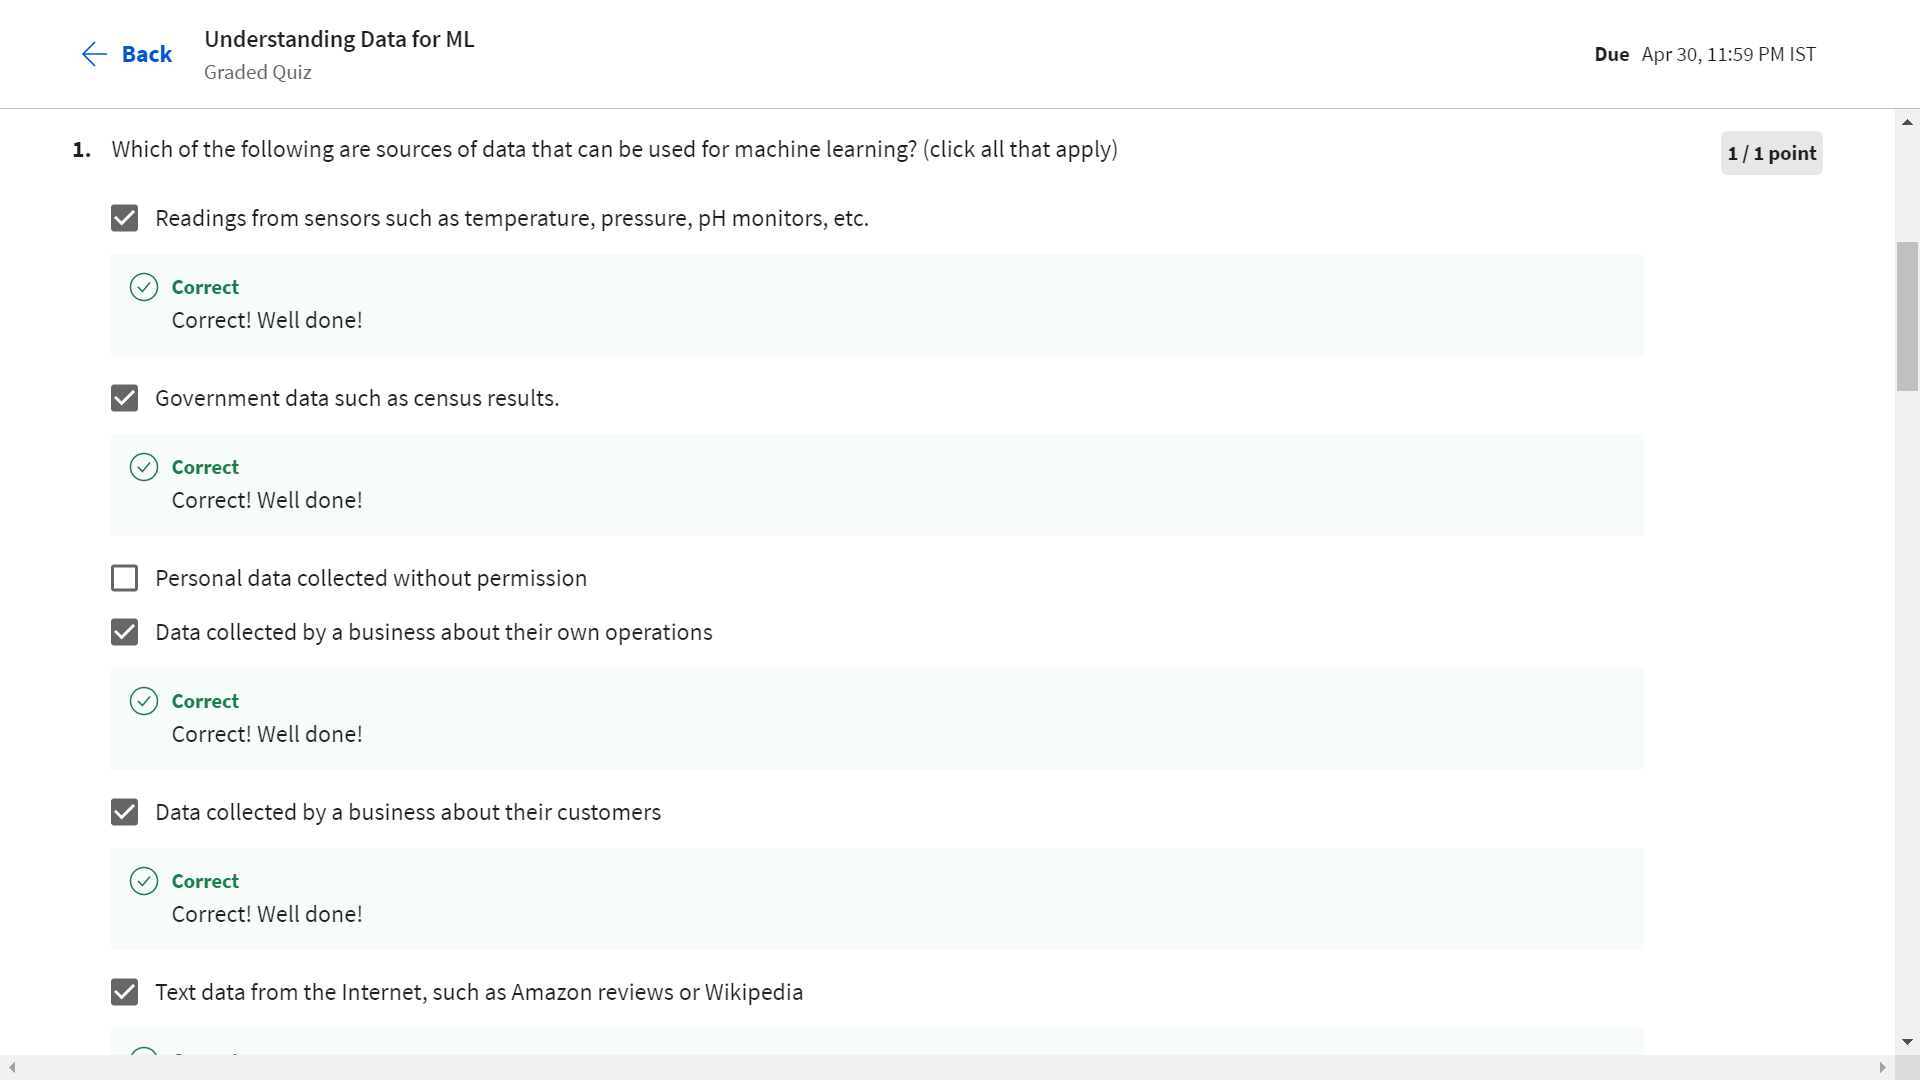 Back
Understanding Data for ML
Graded Quiz
Due Apr 30, 11:59 PM IST
1. Which of the following are sources of data that can be used for machine learning? (click all that apply)
1 / 1 point
Readings from sensors such as temperature, pressure, pH monitors, etc.
Correct
Correct! Well done!
Government data such as census results.
Correct
Correct! Well done!
Personal data collected without permission
Data collected by a business about their own operations
Correct
Correct! Well done!
Data collected by a business about their customers
Correct
Correct! Well done!
Text data from the Internet, such as Amazon reviews or Wikipedia